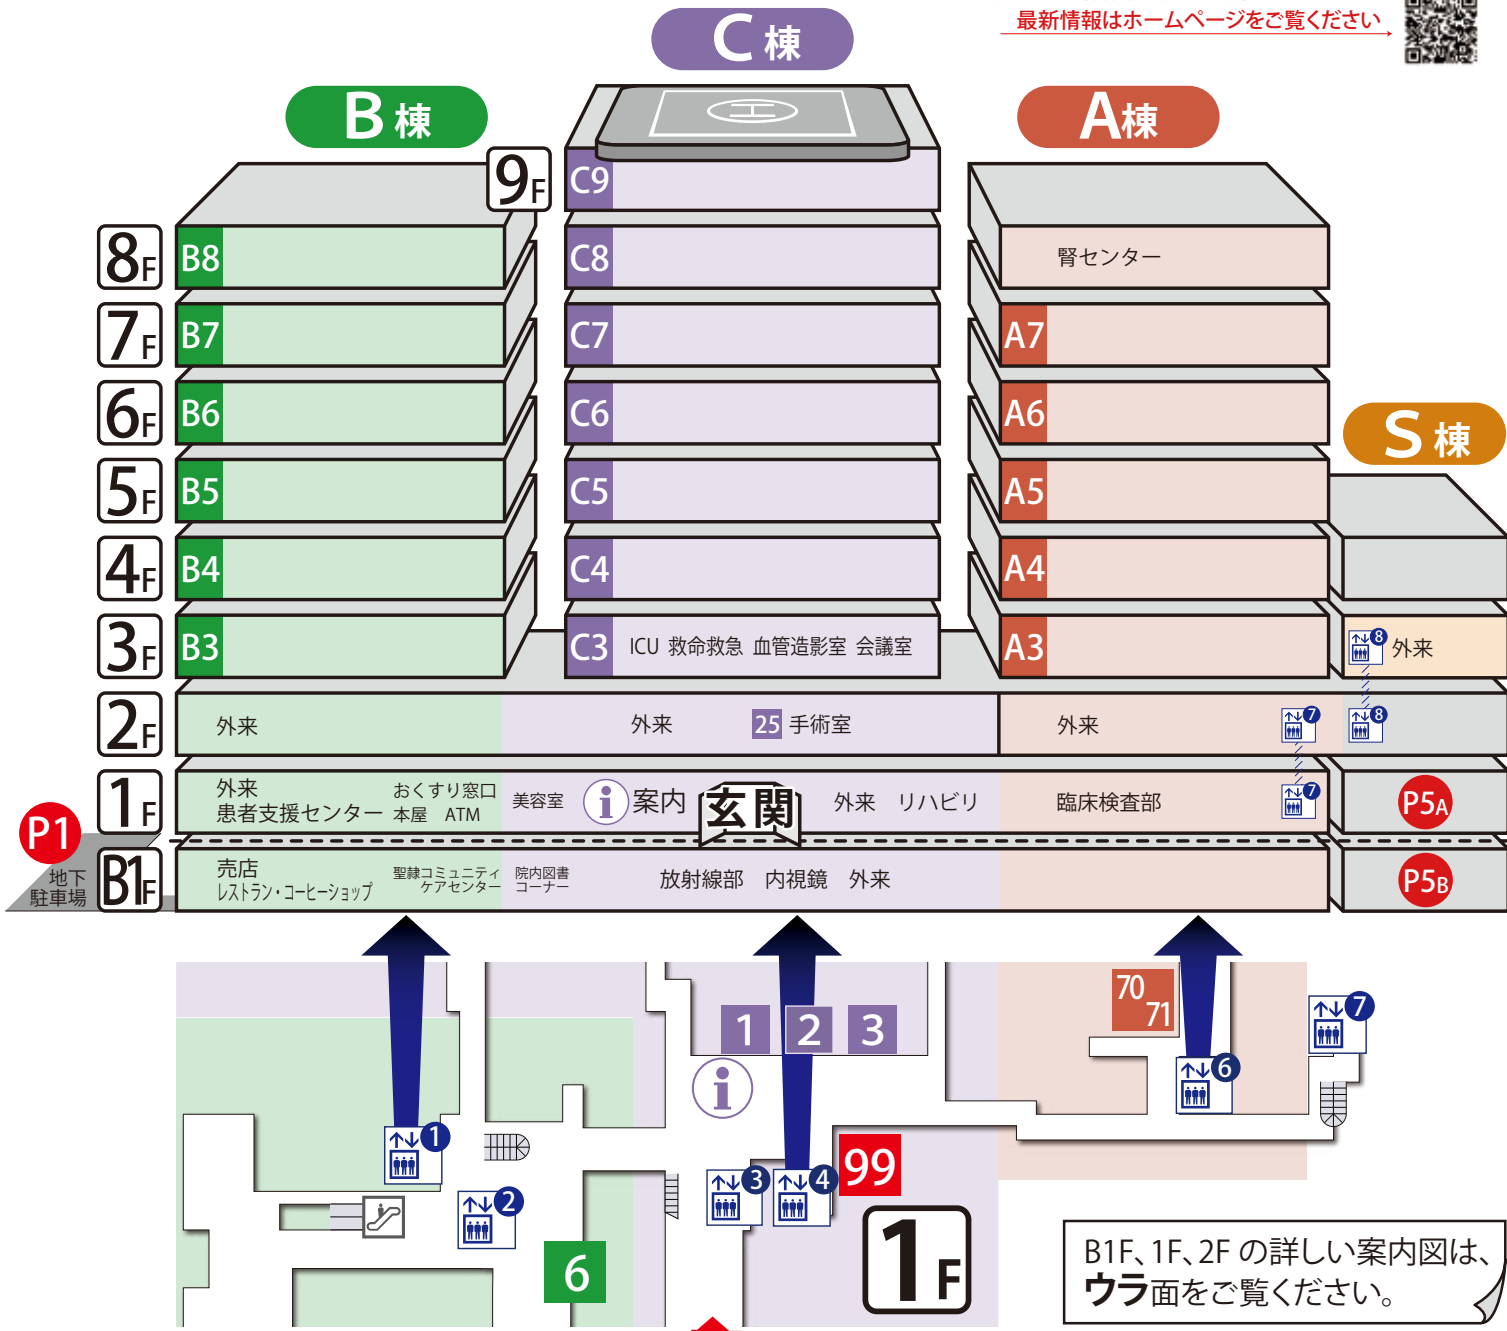 最新情報はホームページをご覧ください
C棟
B棟
A棟
9F
C9
H
8F
B8
C8
腎センター
7F
B7
C7
A7
6F
B6
C6
A6
S棟
5F
B5
C5
A5
4F
B4
C4
A4
3F
B3
C3
ICU 救命救急 血管造影室 会議室
A3
8
外来
2F
外来
外来
25 手術室
外来
7
8
1F
外来
患者支援センター
おくすり窓口
本屋 ATM
美容室
i 案内
玄関
外来 リハビリ
臨床検査部
7
P5A
P1
地下
駐車場
B1F
売店
レストラン・コーヒーショップ
聖隷コミュニティ
ケアセンター
院内図書
コーナー
放射線部 内視鏡 外来
P5B
70
71
1
2
3
7
i
6
1
99
3
4
2
6
1F
B1F、1F、2F の詳しい案内図は、
ウラ面をご覧ください。